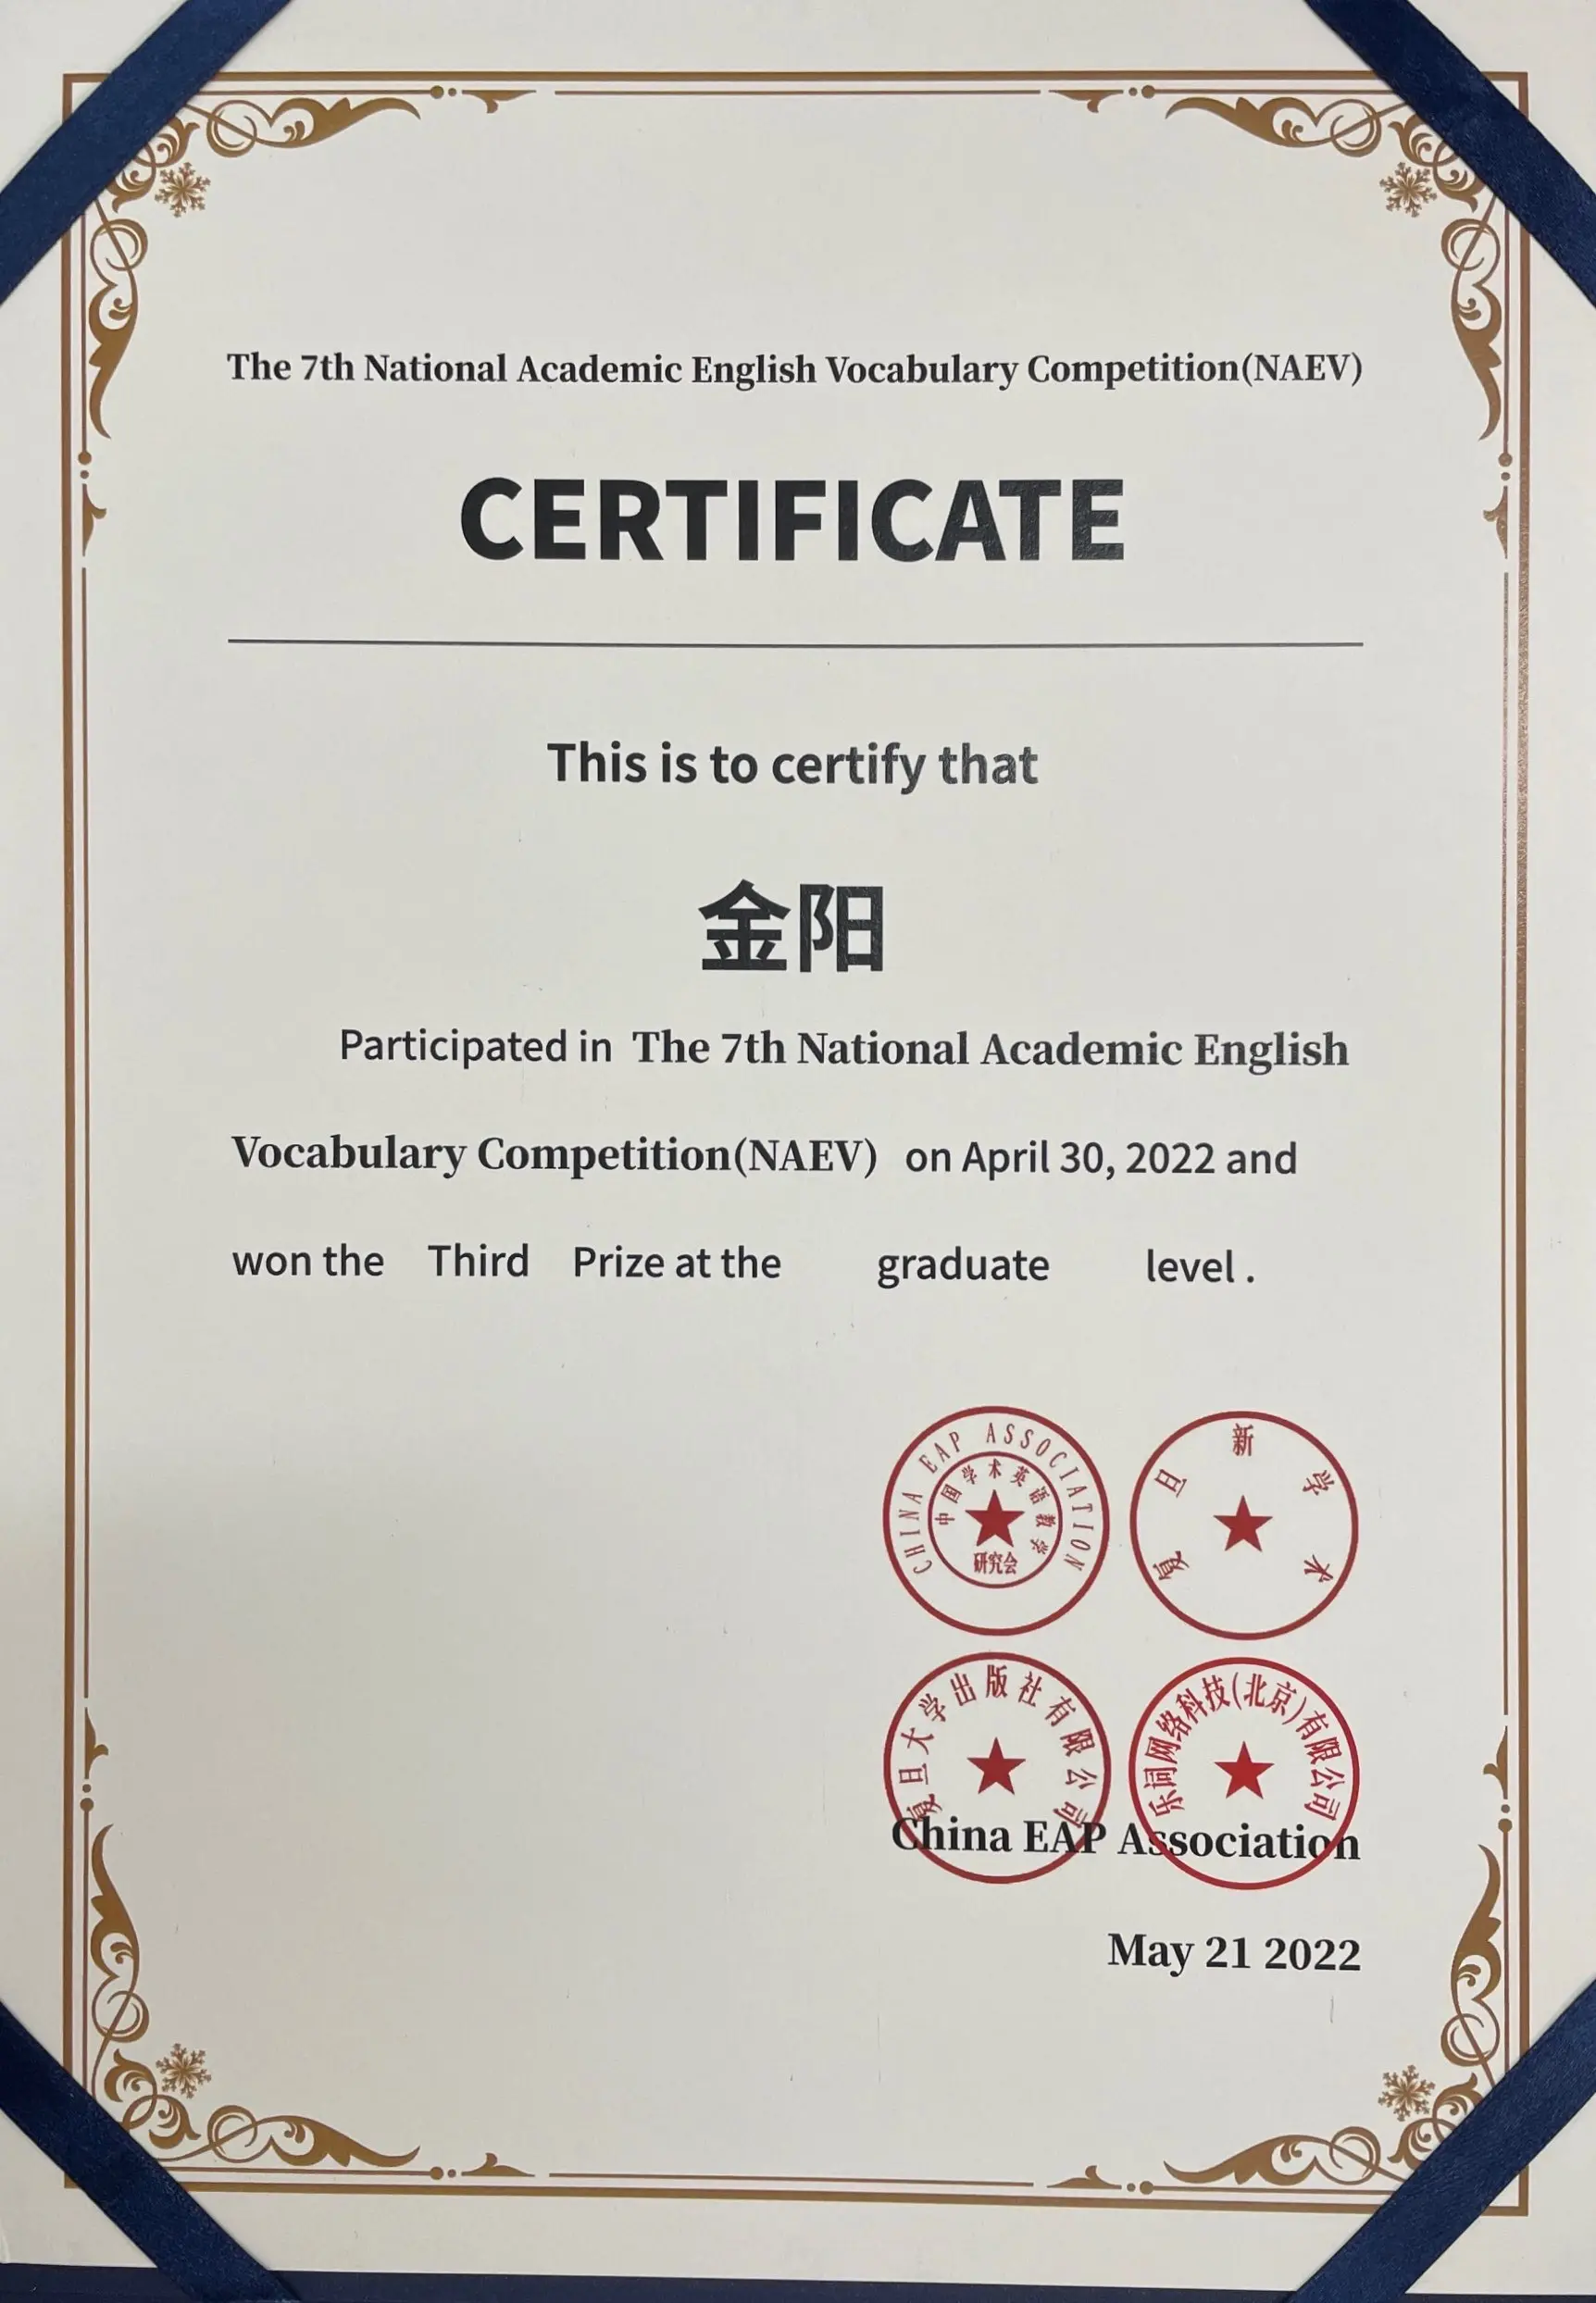 The 7th National Academic English Vocabulary Competition(NAEV)
CERTIFICATE
This is to certify that
金阳
Participated in The 7th National Academic English
Vocabulary Competition(NAEV) on April 30, 2022 and
won the Third Prize at the graduate level .
CHINA EAP ASSOCIATION
中国学术英语教学
研究会
复旦新学术
复旦大学出版社有限公司
乐词网络科技(北京)有限公司
China EAP Association
May 21 2022